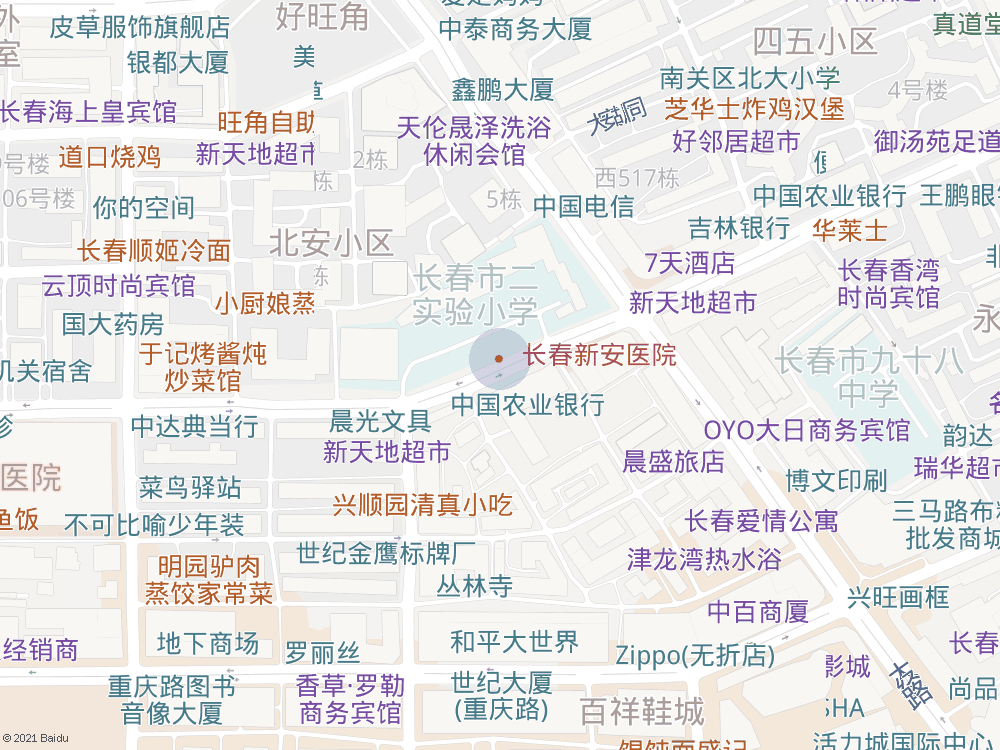 皮草服饰旗舰店
好旺角
中泰商务大厦
真道堂
银都大厦
美
四五小区
鑫鹏大厦
南关区北大小学
4号楼
长春海上皇宾馆
旺角自助
天伦晟泽洗浴
休闲会馆
芝华士炸鸡汉堡
好邻居超市
御汤苑足道
道口烧鸡
新天地超市
2栋
号楼
06号楼
栋
5栋
西517栋
中国农业银行
你的空间
中国电信
吉林银行
华莱士
长春顺姬冷面
北安小区
7天酒店
云顶时尚宾馆
栋
长春市二
实验小学
长春香湾
时尚宾馆
小厨娘蒸
新天地超市
国大药房
于记烤酱炖
炒菜馆
长春新安医院
长春市九十八
中学
机关宿舍
中国农业银行
中达典当行
晨光文具
新天地超市
OYO大日商务宾馆
韵达
医院
晨盛旅店
瑞华超市
菜鸟驿站
博文印刷
兴顺园清真小吃
鱼饭
不可比喻少年装
长春爱情公寓
三马路布料
批发商城
明园驴肉
蒸饺家常菜
世纪金鹰标牌厂
津龙湾热水浴
丛林寺
兴旺画框
中百商厦
经销商
地下商场
罗丽丝
和平大世界
Zippo(无折店)
影城
长春
大马路
重庆路图书
音像大厦
香草·罗勒
商务宾馆
世纪大厦
(重庆路)
百祥鞋城
SHA
尚品
活力城国际中心
© 2021 Baidu